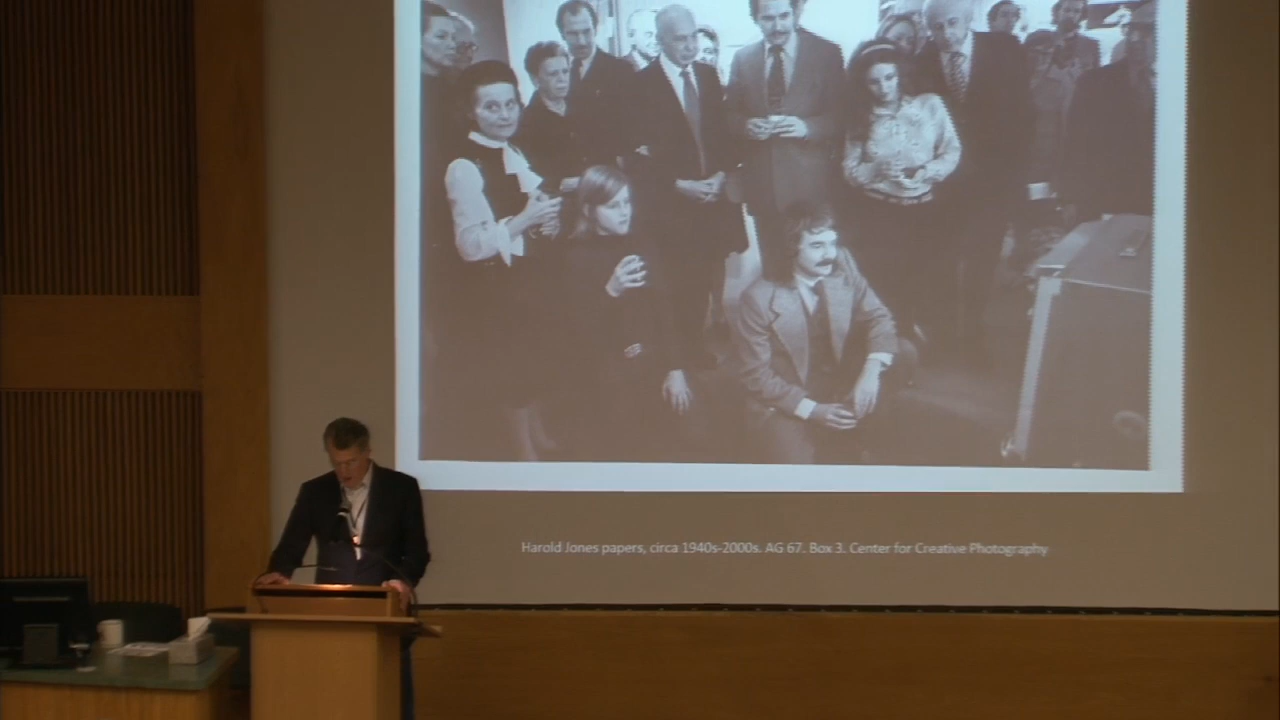 Harold Jones papers, circa 1940s-2000s. AG 67. Box 3. Center for Creative Photography